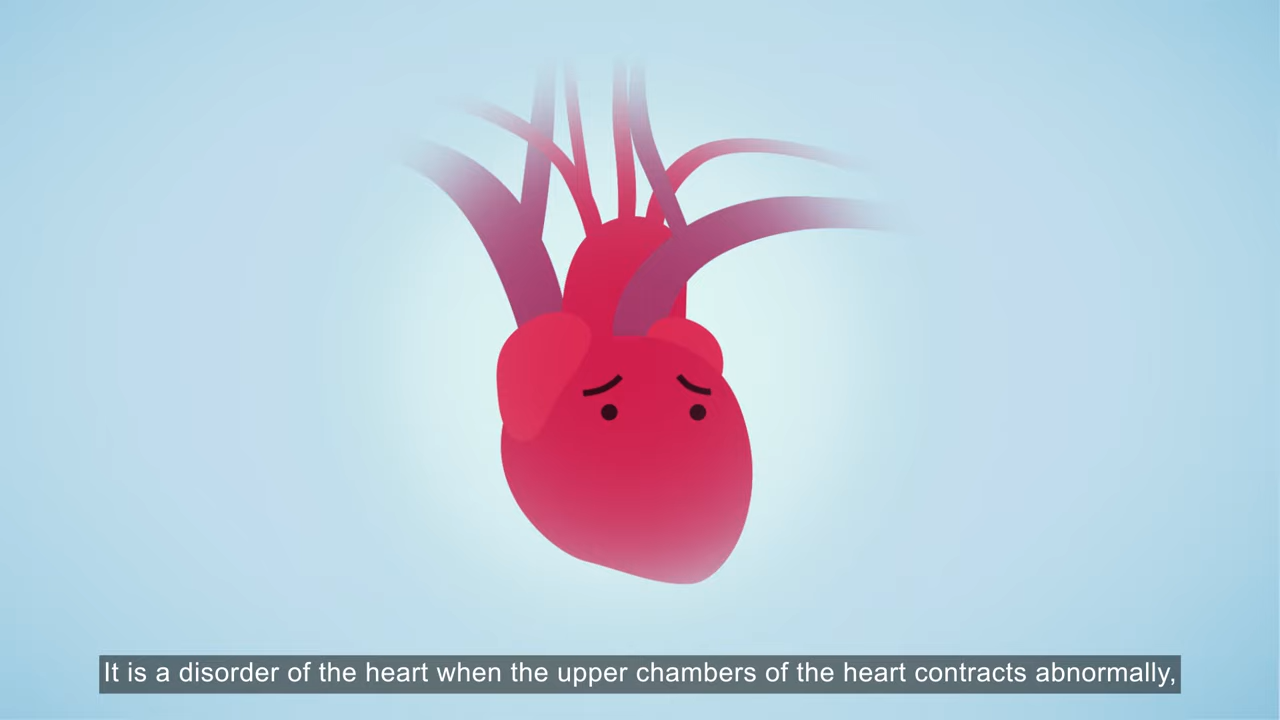 It is a disorder of the heart when the upper chambers of the heart contracts abnormally,